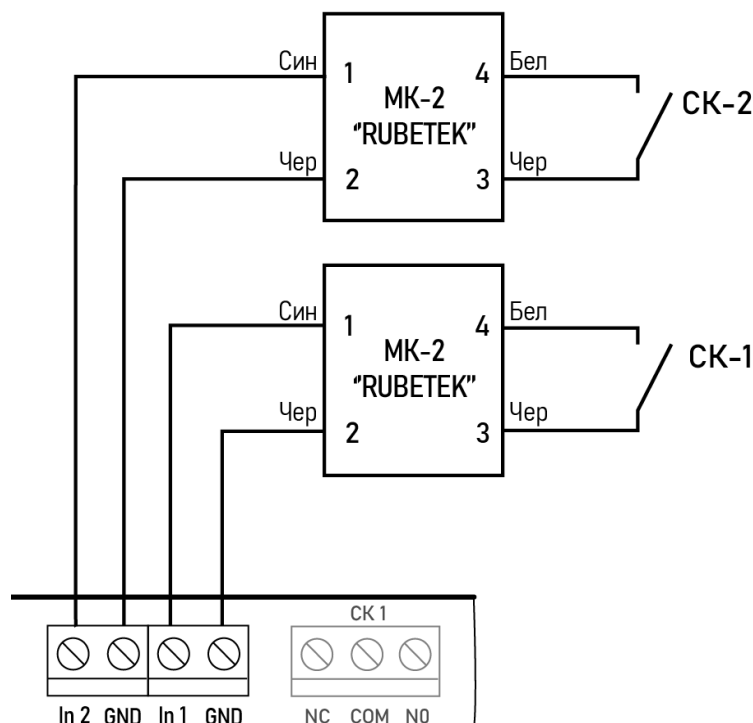 Син
1
4
Бел
МК-2
"RUBETEK"
СК-2
Чер
2
3
Чер
Син
1
4
Бел
МК-2
"RUBETEK"
СК-1
Чер
2
3
Чер
СК 1
In 2 GND In 1 GND
NC COM NO